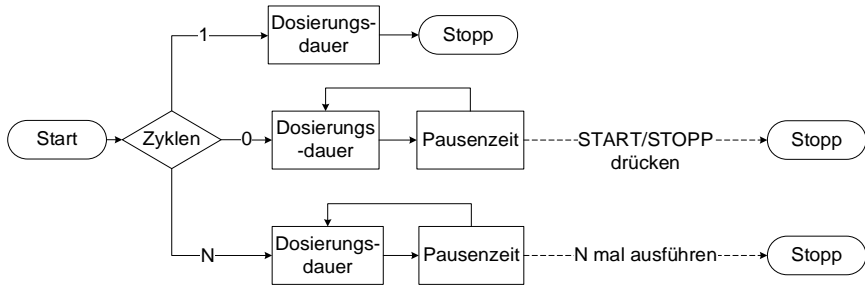 1
Dosierungs-
dauer
Stopp
Start
Zyklen
0
Dosierungs
-dauer
Pausenzeit
START/STOPP
drücken
Stopp
N
Dosierungs-
dauer
Pausenzeit
N mal ausführen
Stopp